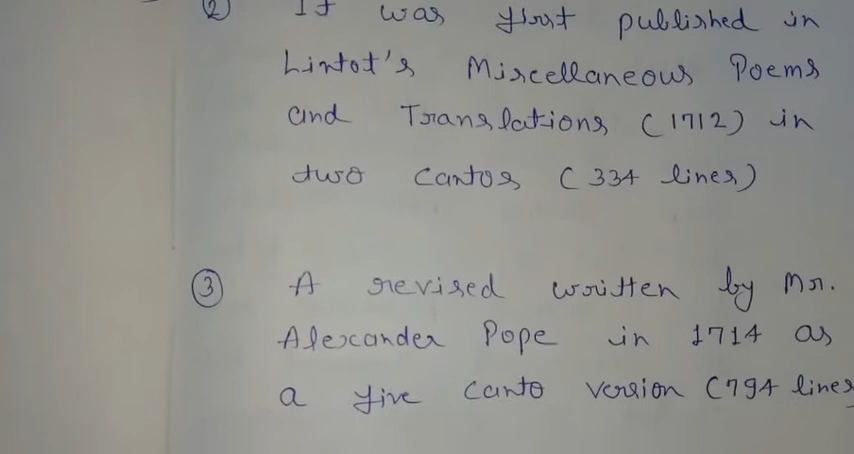 ② It was first published in
Lintot's Miscellaneous Poems
and Translations (1712) in
two cantos (334 lines)
③ A revised written by Mr.
Alexander Pope in 1714 as
a five canto version (794 lines